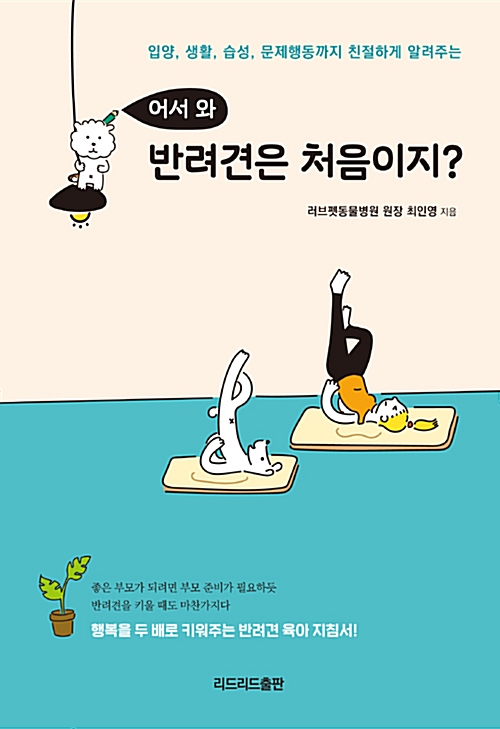 입양, 생활, 습성, 문제행동까지 친절하게 알려주는
어서 와
반려견은 처음이지?
러브펫동물병원 원장 최인영 지음
좋은 부모가 되려면 부모 준비가 필요하듯
반려견을 키울 때도 마찬가지다
행복을 두 배로 키워주는 반려견 육아 지침서!
리드리드출판